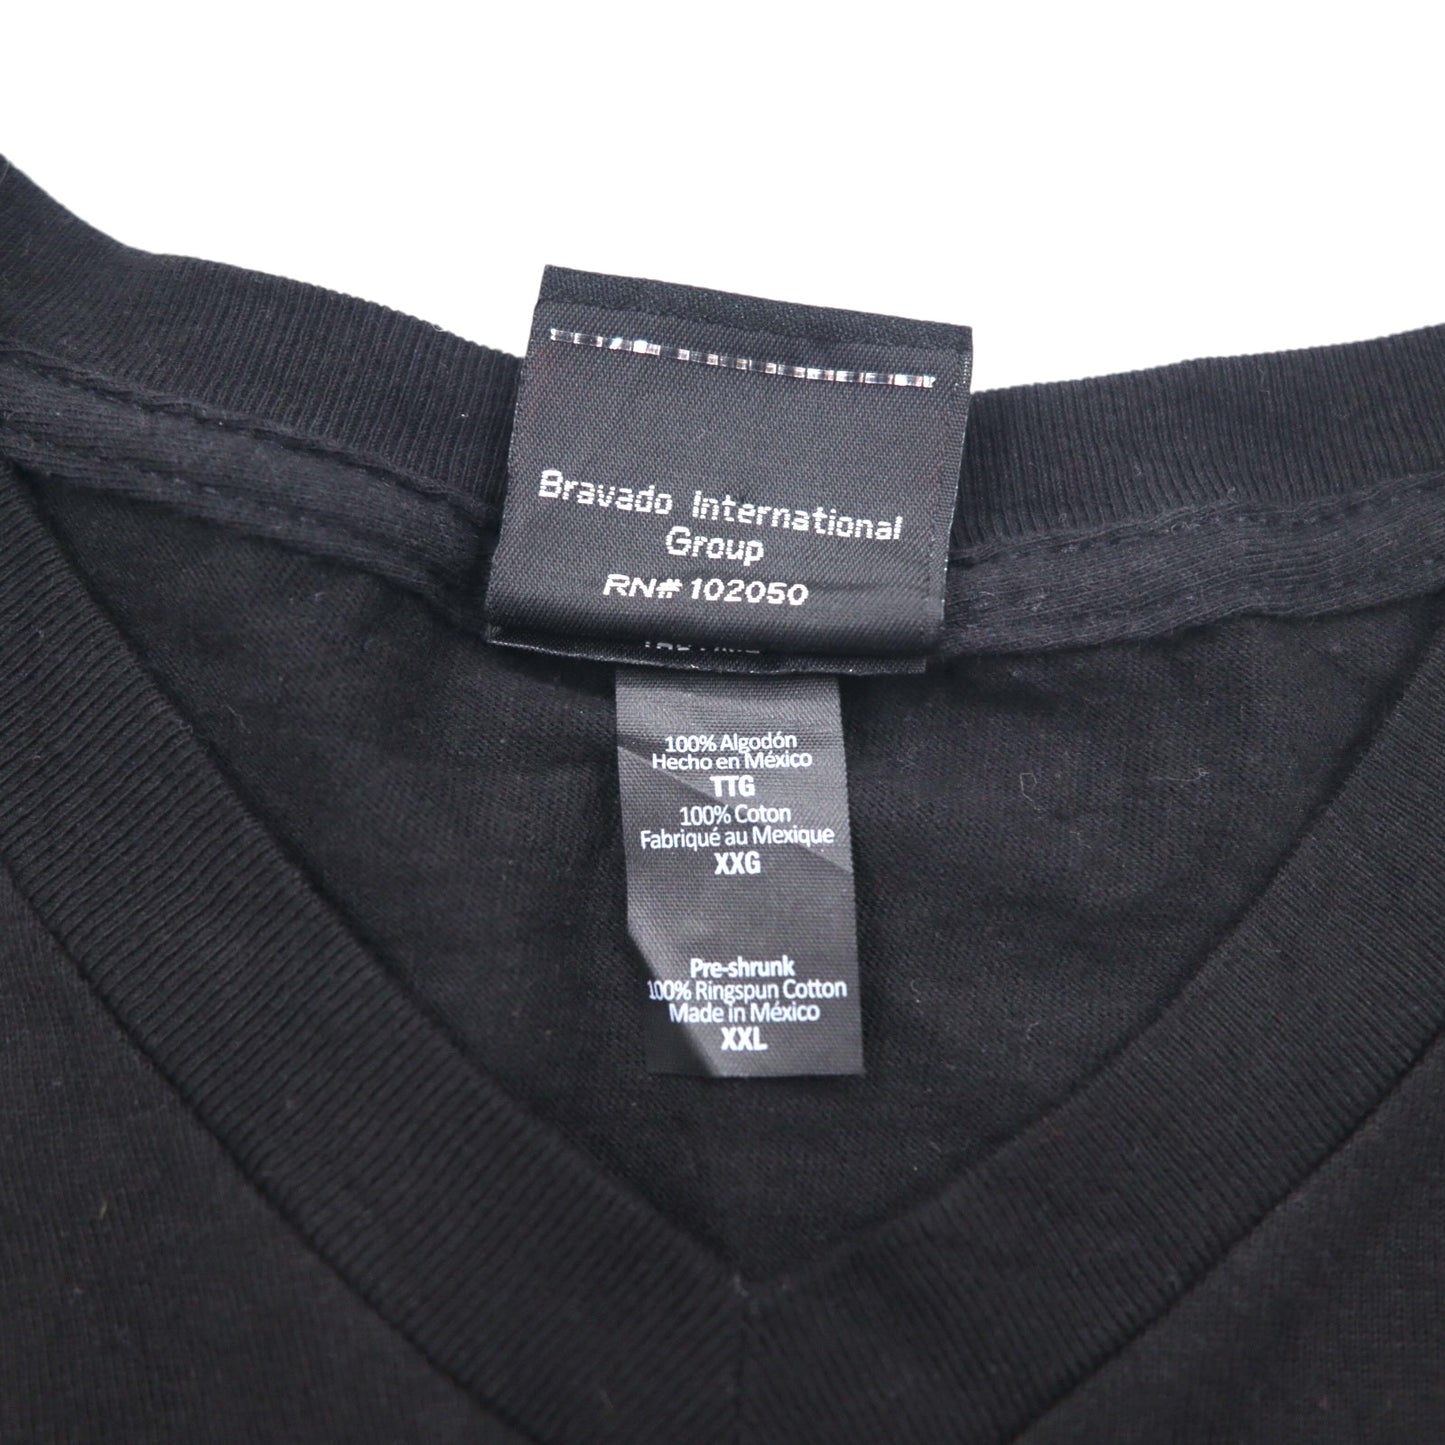 Bravado International
Group
RN# 102050
100% Algodón
Hecho en México
TTG
100% Coton
Fabriqué au Mexique
XXG
Pre-shrunk
100% Ringspun Cotton
Made in México
XXL